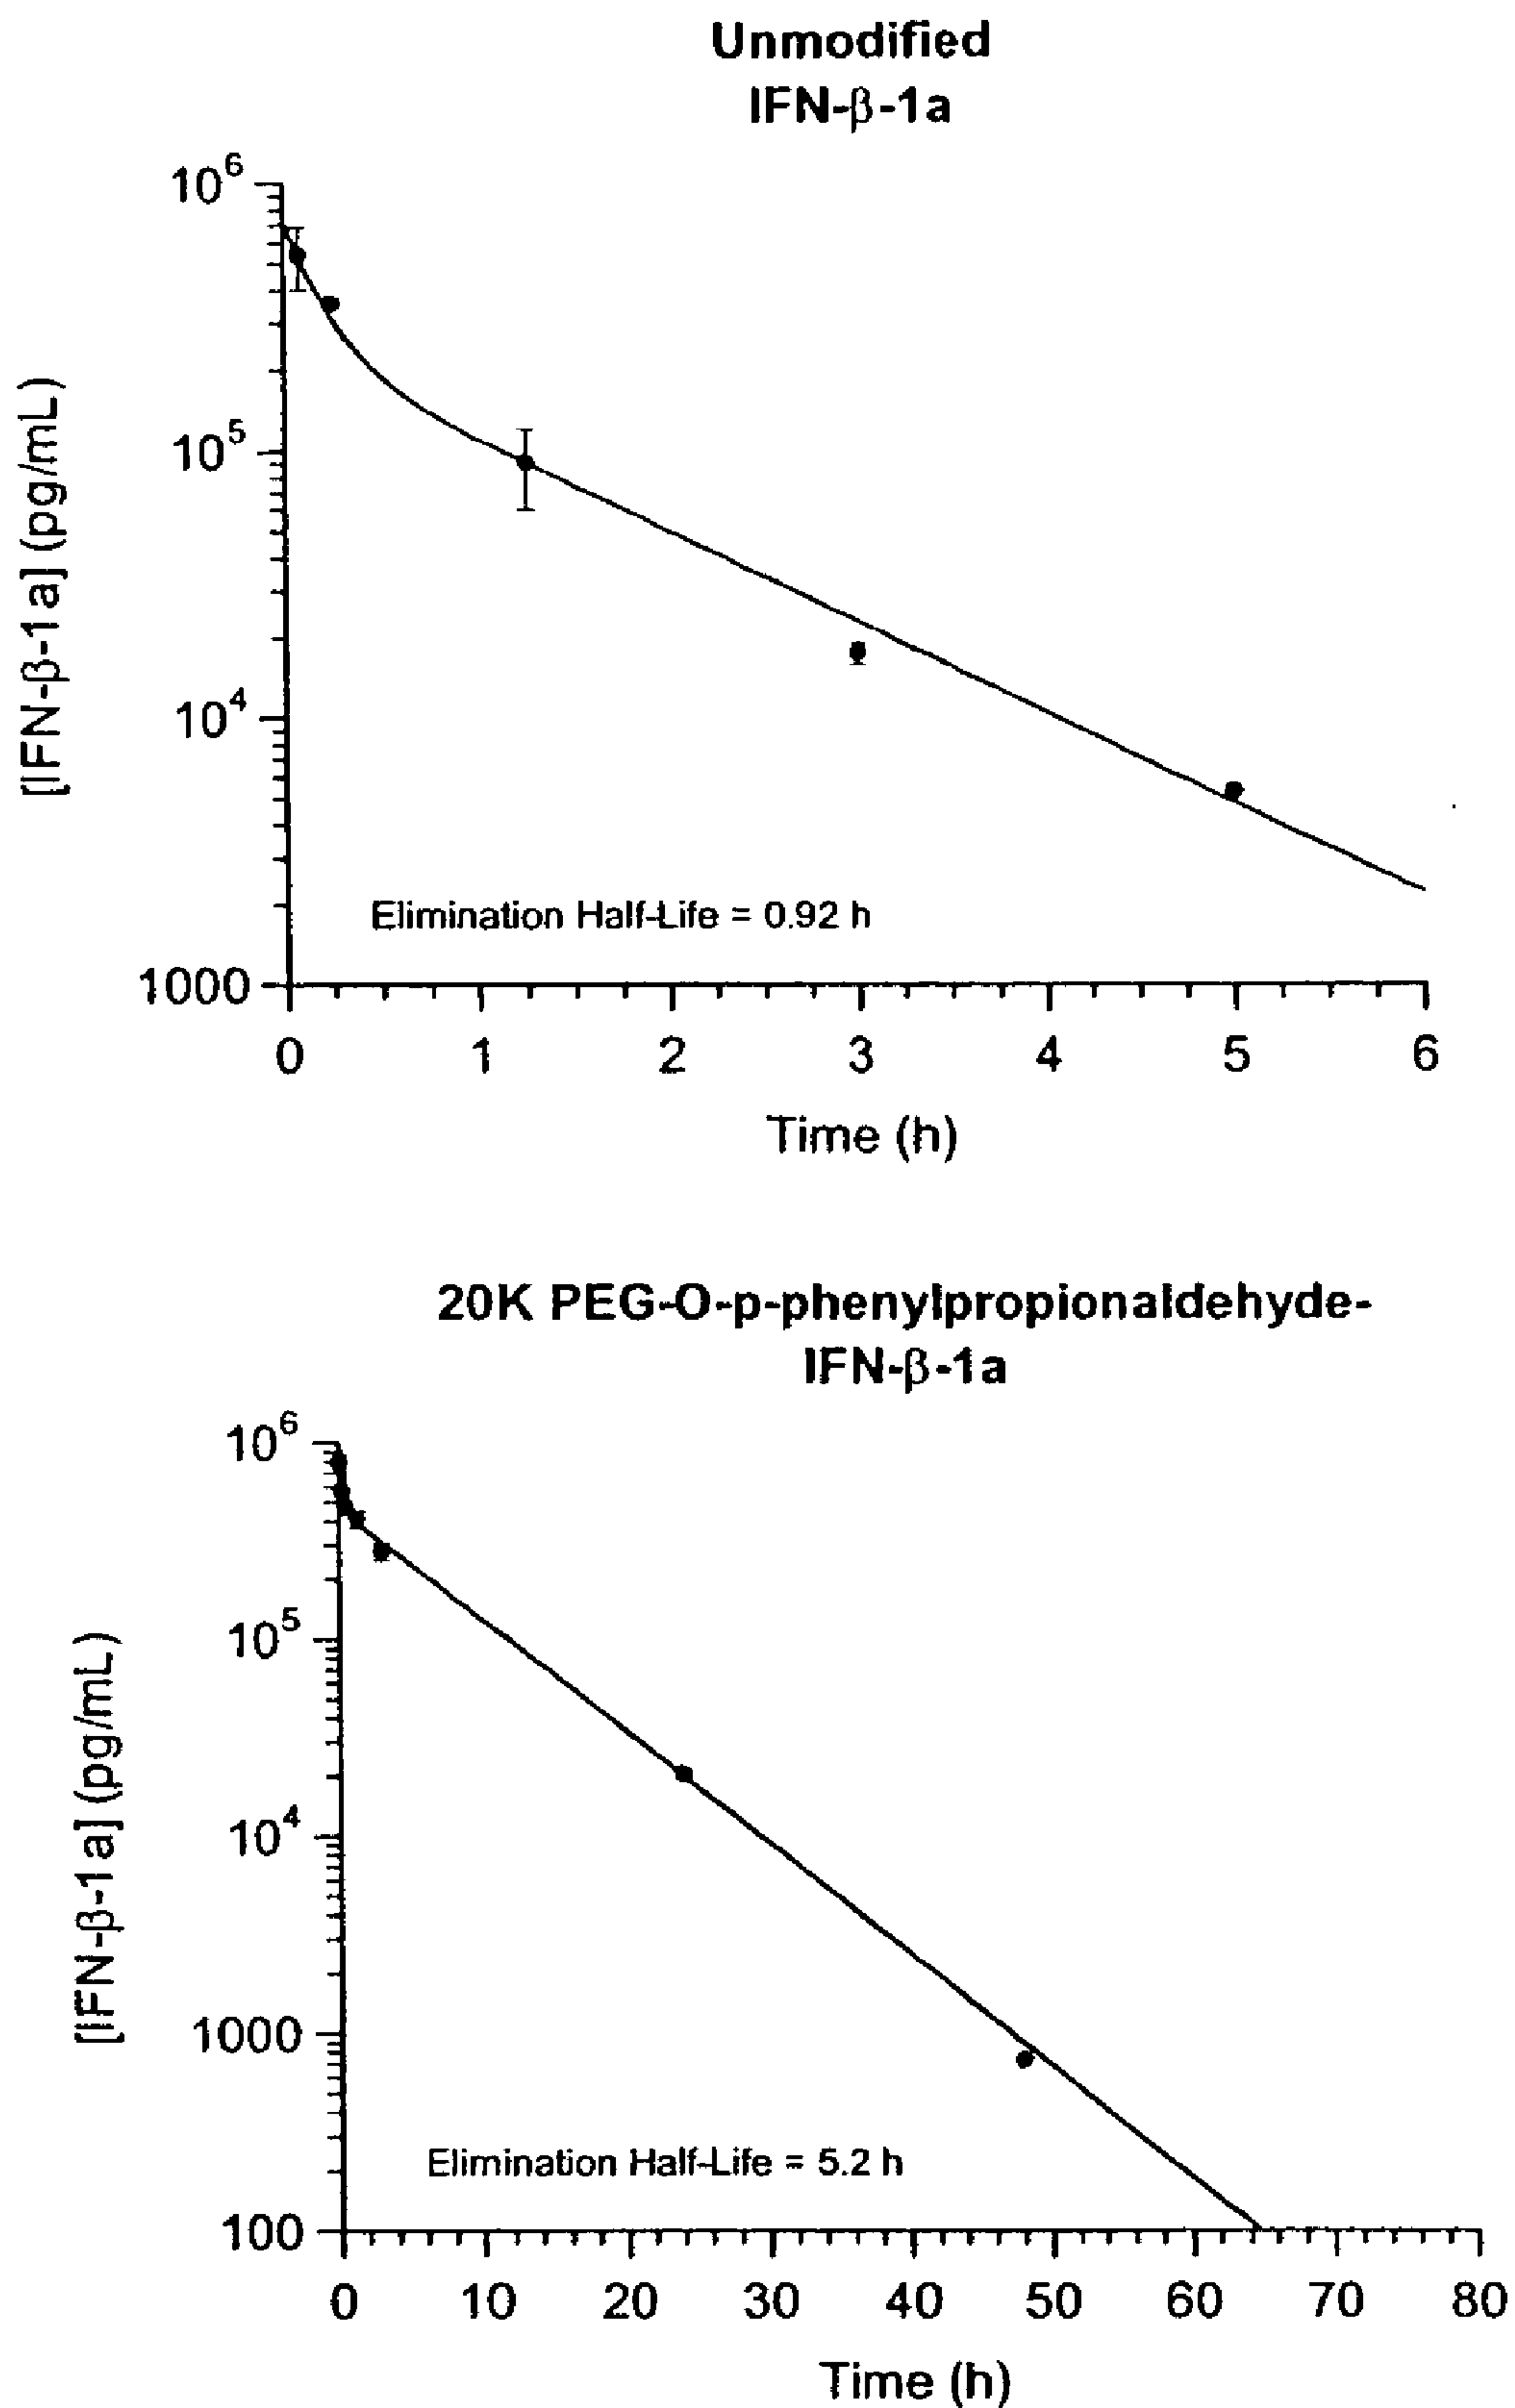 Unmodified
IFN-β-1a
10⁶
10⁵
10⁴
1000
[IFN-β-1a] (pg/mL)
Elimination Half-Life = 0.92 h
0 1 2 3 4 5 6
Time (h)
20K PEG-O-p-phenylpropionaldehyde-
IFN-β-1a
10⁶
10⁵
10⁴
1000
100
[IFN-β-1a] (pg/mL)
Elimination Half-Life = 5.2 h
0 10 20 30 40 50 60 70 80
Time (h)